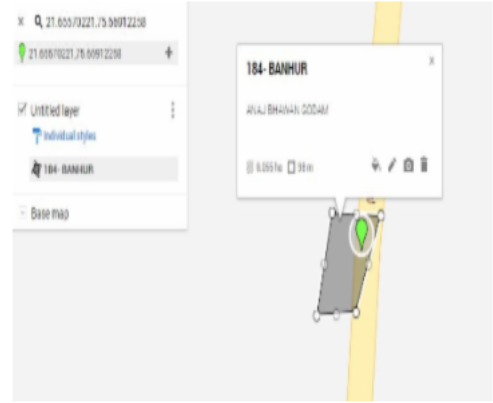 21.65570221,75.56912258
21.65570221,75.56912258
Untitled layer
Individual styles
184- BANHUR
Base map
184- BANHUR
ANAJ BHAWAN GODAM